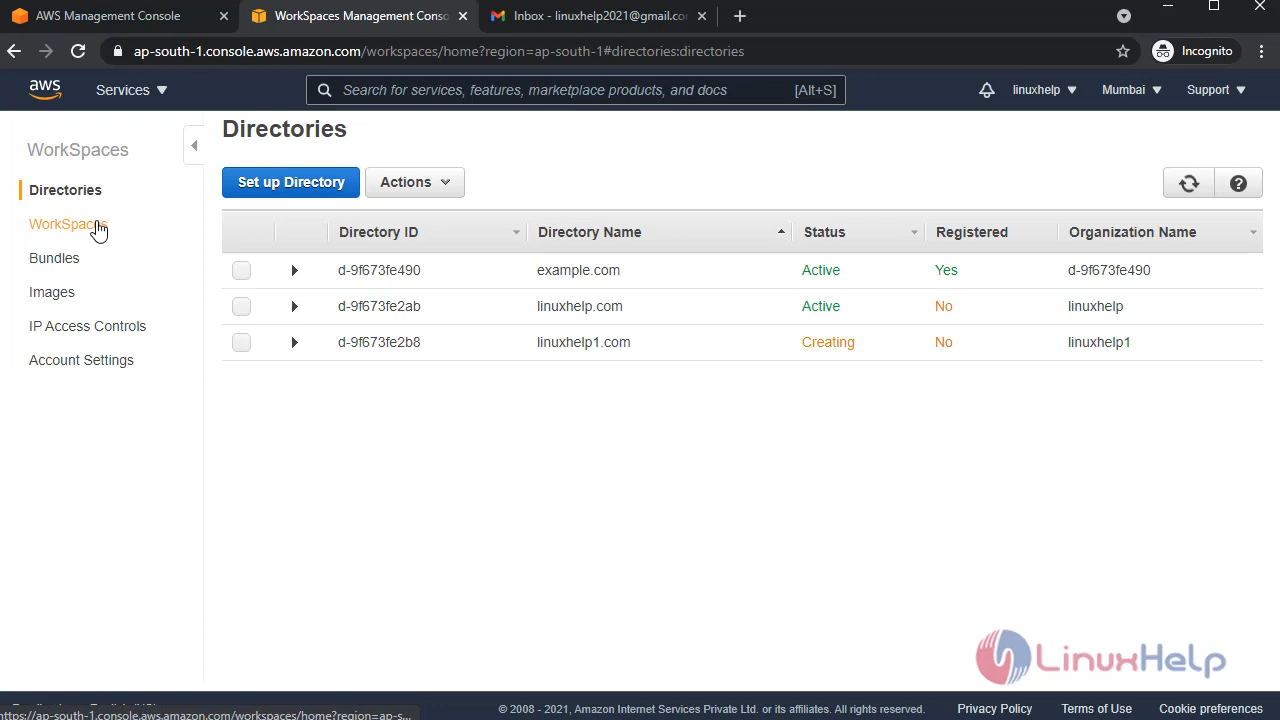 AWS Management Console
WorkSpaces Management Conso
Inbox - linuxhelp2021@gmail.co
ap-south-1.console.aws.amazon.com/workspaces/home?region=ap-south-1#directories:directories
Incognito
aws
Services
Search for services, features, marketplace products, and docs
[Alt+S]
linuxhelp
Mumbai
Support
WorkSpaces
Directories
WorkSpaces
Bundles
Images
IP Access Controls
Account Settings
Directories
Set up Directory
Actions
Directory ID Directory Name Status Registered Organization Name
d-9f673fe490 example.com Active Yes d-9f673fe490
d-9f673fe2ab linuxhelp.com Active No linuxhelp
d-9f673fe2b8 linuxhelp1.com Creating No linuxhelp1
LinuxHelp
© 2008 - 2021, Amazon Internet Services Private Ltd. or its affiliates. All rights reserved.
Privacy Policy Terms of Use Cookie preferences
https://ap-south-1.console.aws.amazon.com/workspaces/home?region=ap-s...